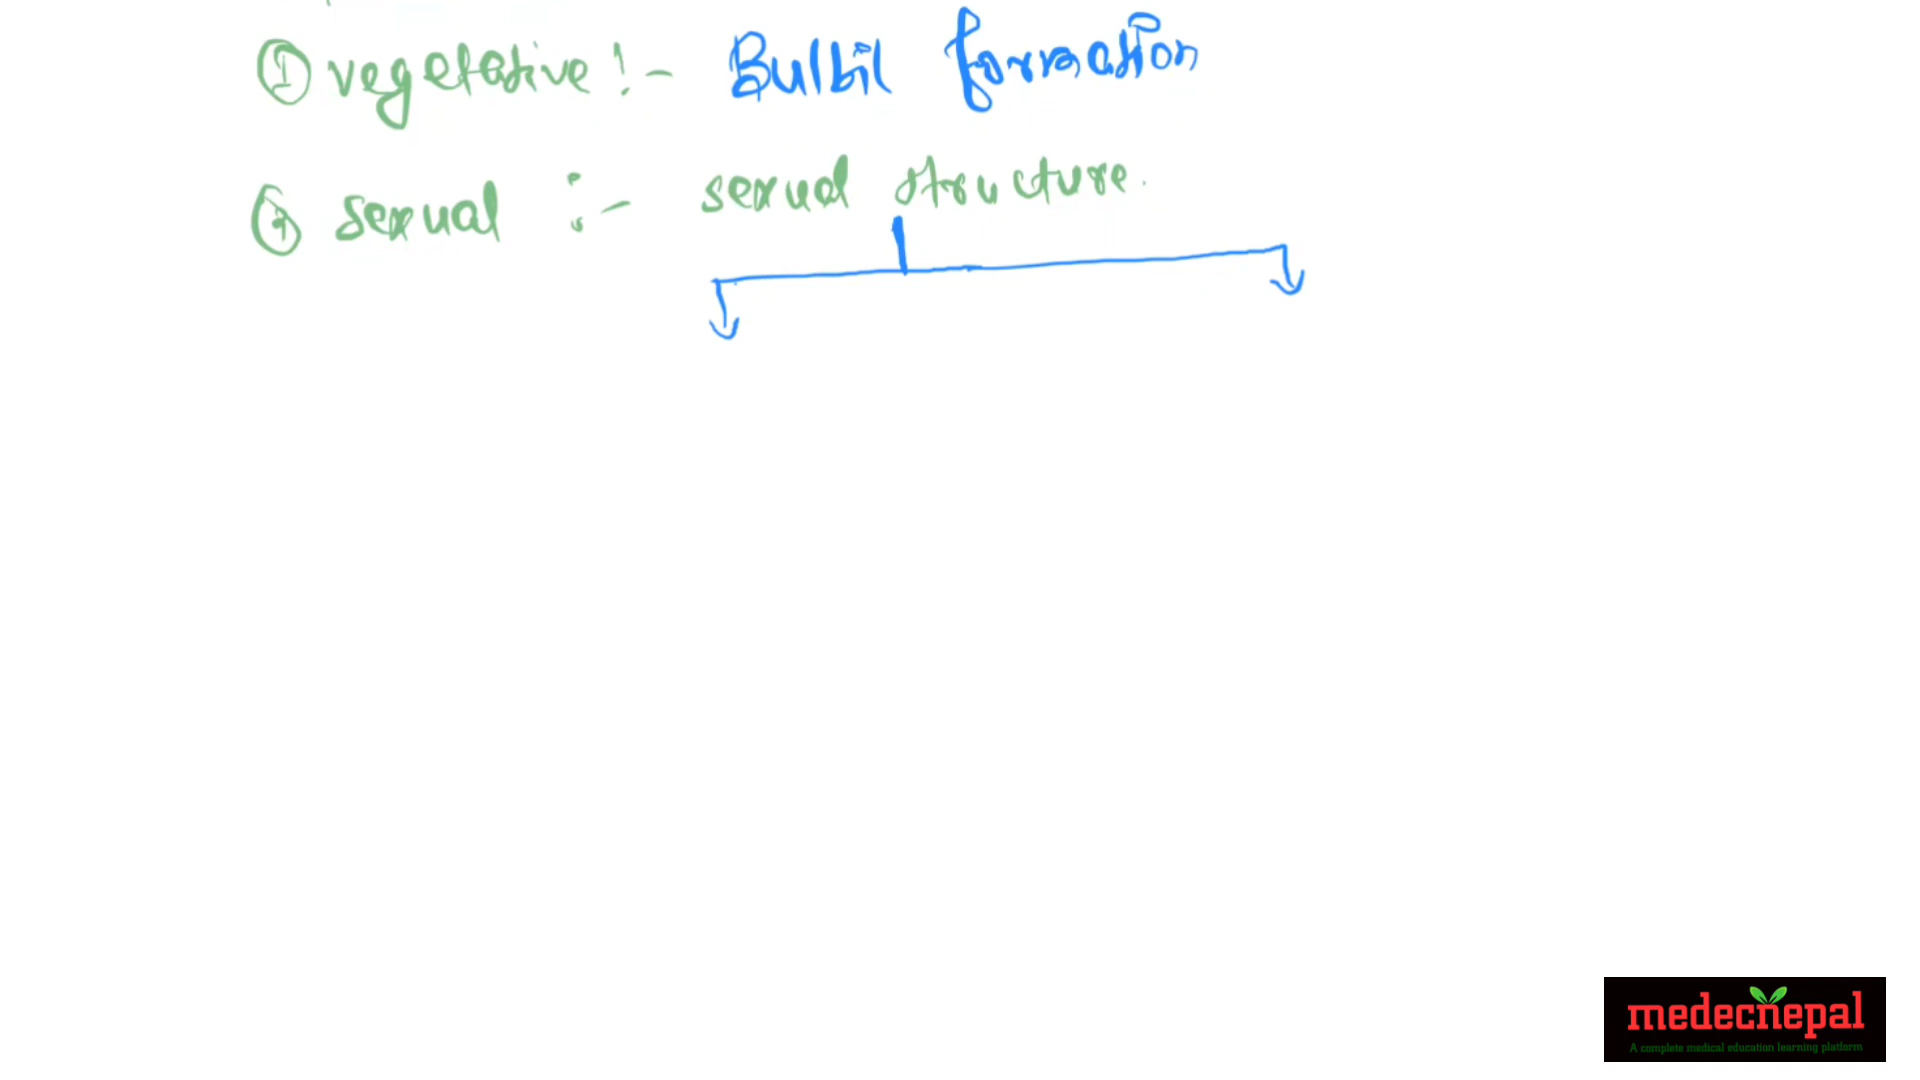 ① vegetative :- Bulbil formation
② sexual :- sexual structure.
medecnepal
A complete medical education learning platform